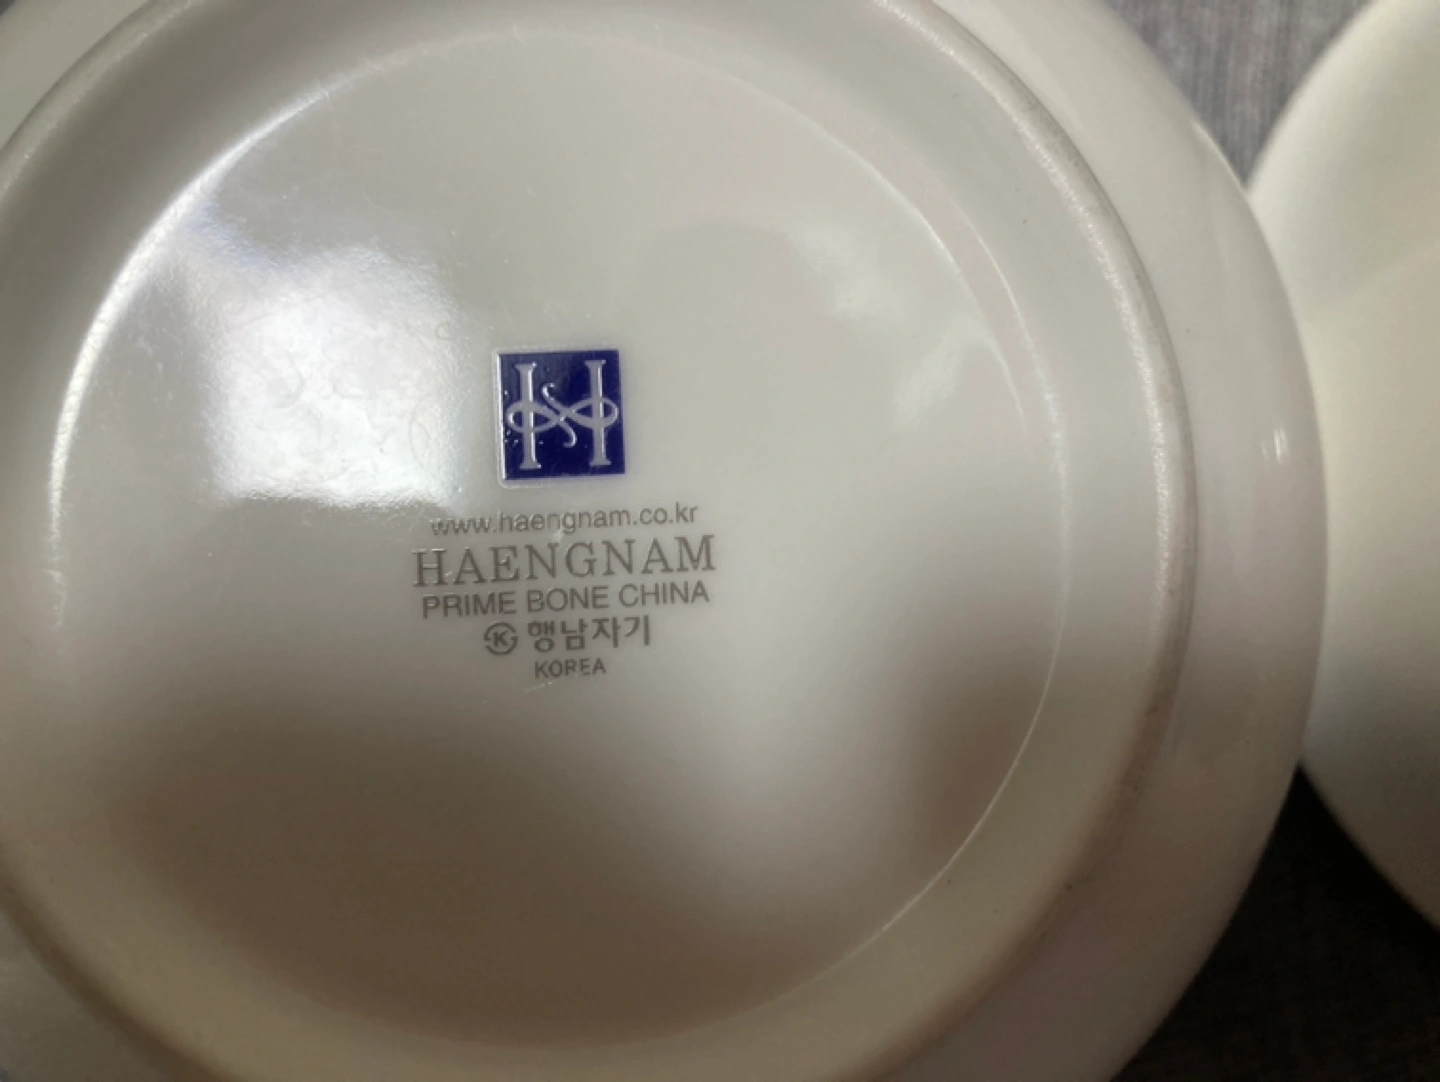 H
www.haengnam.co.kr
HAENGNAM
PRIME BONE CHINA
K 행남자기
KOREA